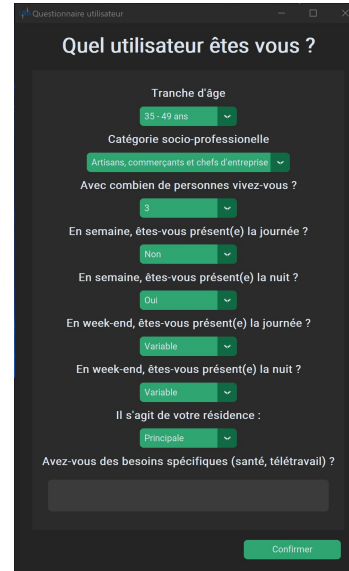 Questionnaire utilisateur
Quel utilisateur êtes vous ?
Tranche d'âge
35 - 49 ans
Catégorie socio-professionelle
Artisans, commerçants et chefs d'entreprise
Avec combien de personnes vivez-vous ?
3
En semaine, êtes-vous présent(e) la journée ?
Non
En semaine, êtes-vous présent(e) la nuit ?
Oui
En week-end, êtes-vous présent(e) la journée ?
Variable
En week-end, êtes-vous présent(e) la nuit ?
Variable
Il s'agit de votre résidence :
Principale
Avez-vous des besoins spécifiques (santé, télétravail) ?
Confirmer